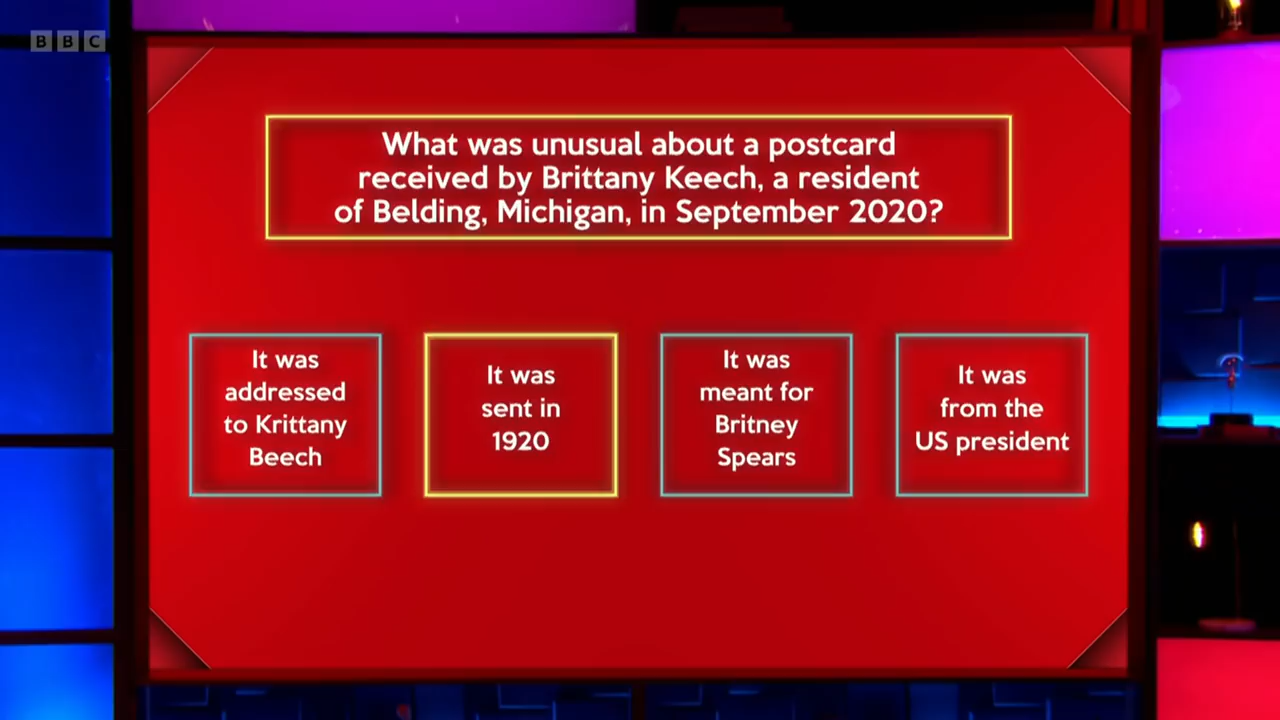 BBC
What was unusual about a postcard
received by Brittany Keech, a resident
of Belding, Michigan, in September 2020?
It was
addressed
to Krittany
Beech
It was
sent in
1920
It was
meant for
Britney
Spears
It was
from the
US president